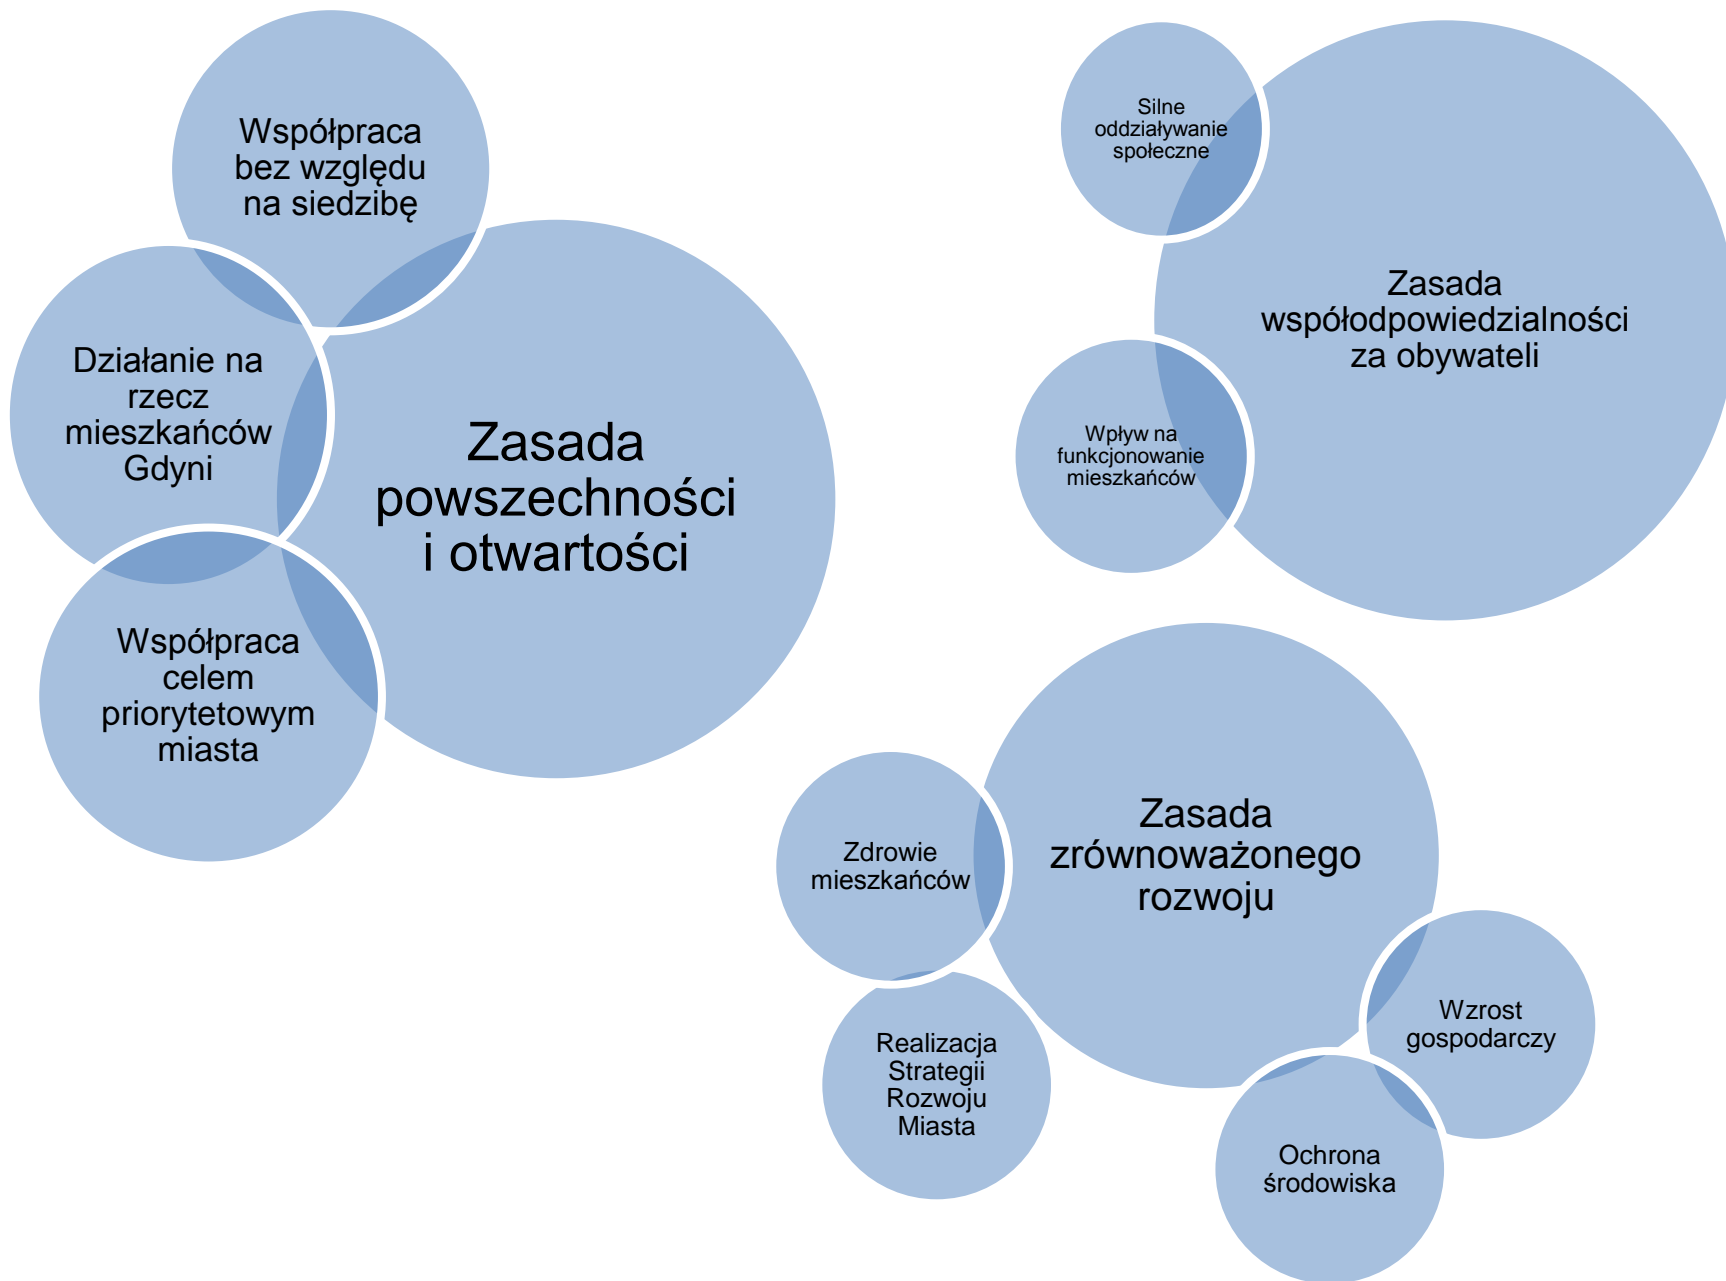 Współpraca
bez względu
na siedzibę
Działanie na
rzecz
mieszkańców
Gdyni
Współpraca
celem
priorytetowym
miasta
Zasada
powszechności
i otwartości
Silne
oddziaływanie
społeczne
Wpływ na
funkcjonowanie
mieszkańców
Zasada
współodpowiedzialności
za obywateli
Zasada
zrównoważonego
rozwoju
Zdrowie
mieszkańców
Realizacja
Strategii
Rozwoju
Miasta
Wzrost
gospodarczy
Ochrona
środowiska